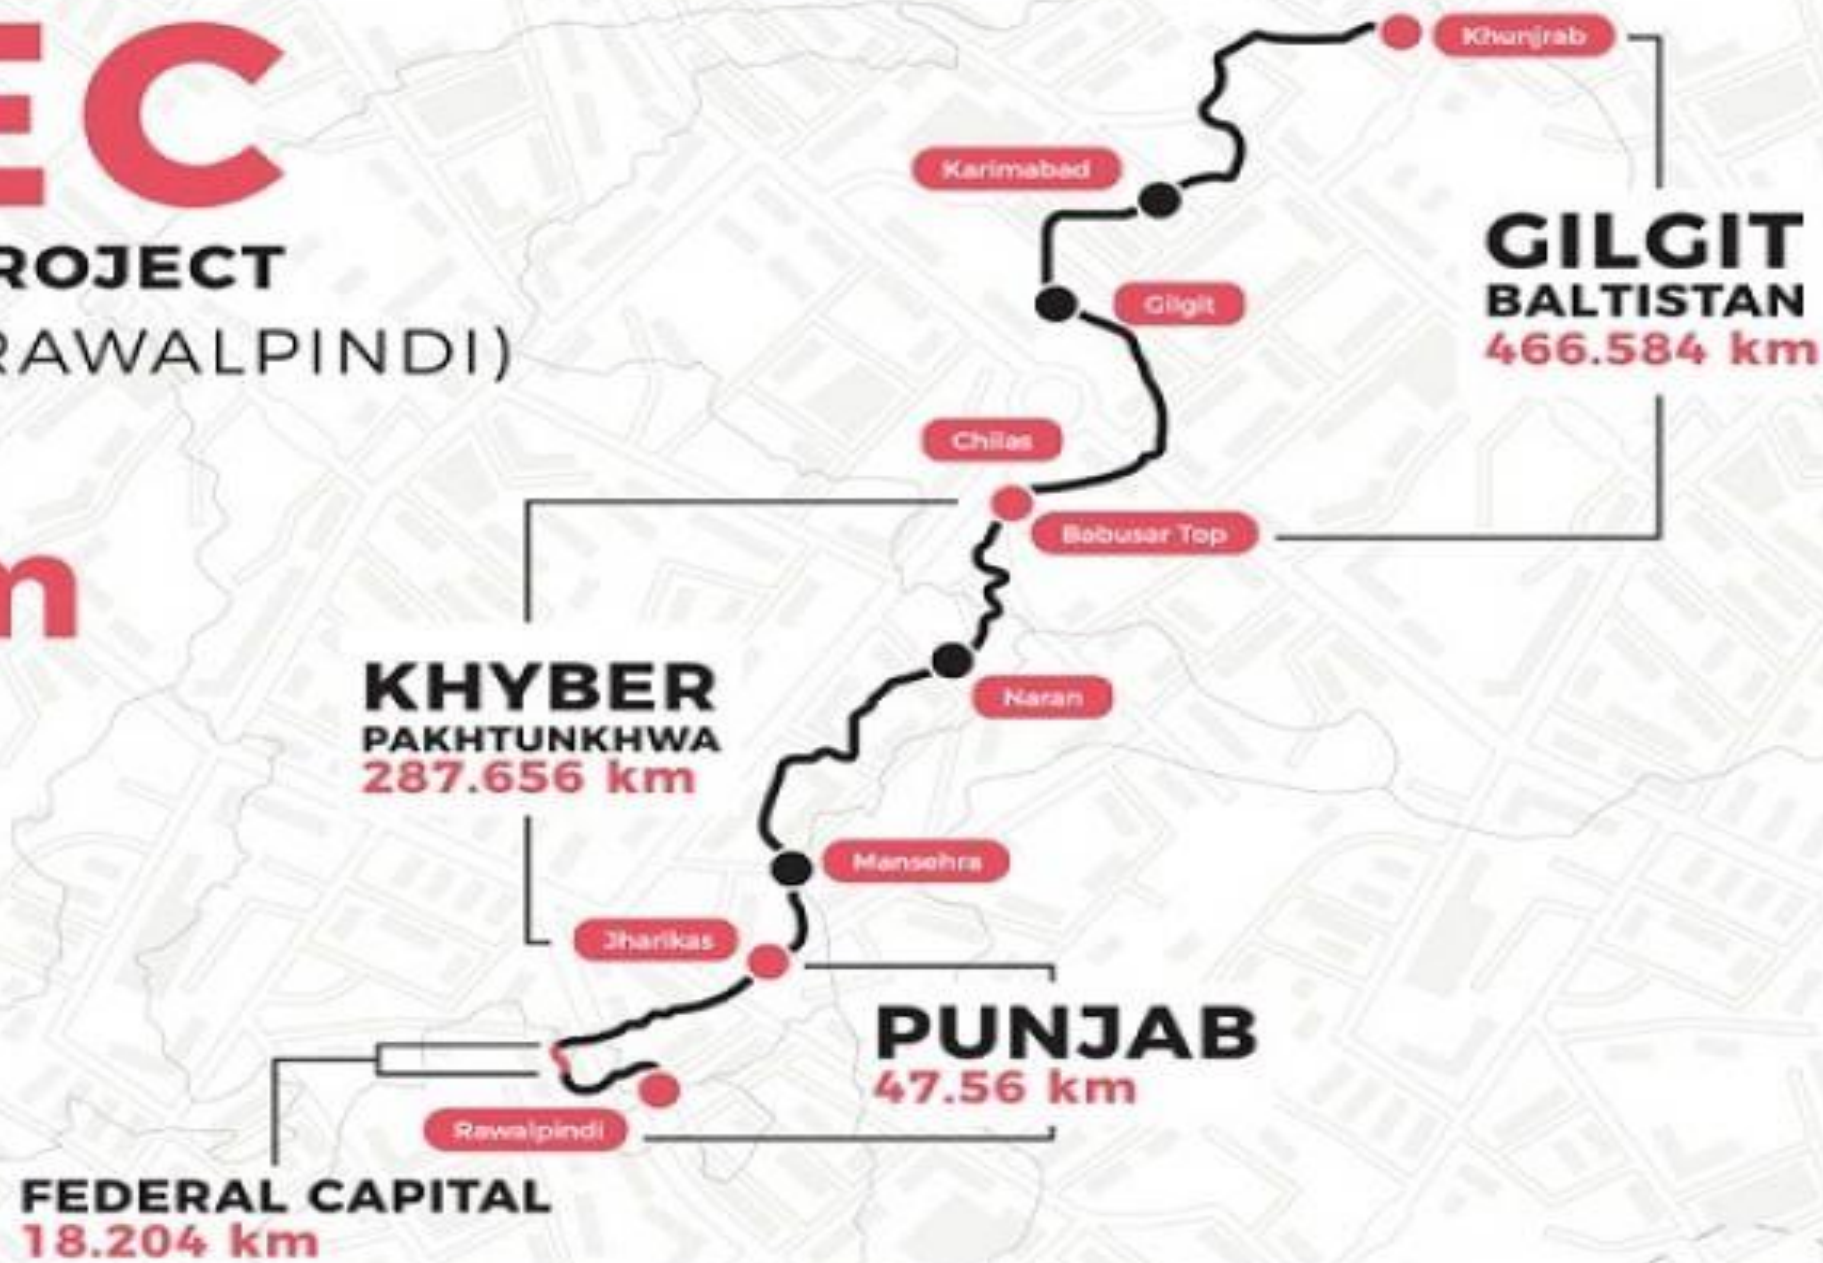 EC
ROJECT
RAWALPINDI)
m
Khunjrab
Karimabad
GILGIT
BALTISTAN
466.584 km
Gilgit
Chilas
Babusar Top
KHYBER
PAKHTUNKHWA
287.656 km
Naran
Mansehra
Jharikas
PUNJAB
47.56 km
Rawalpindi
FEDERAL CAPITAL
18.204 km